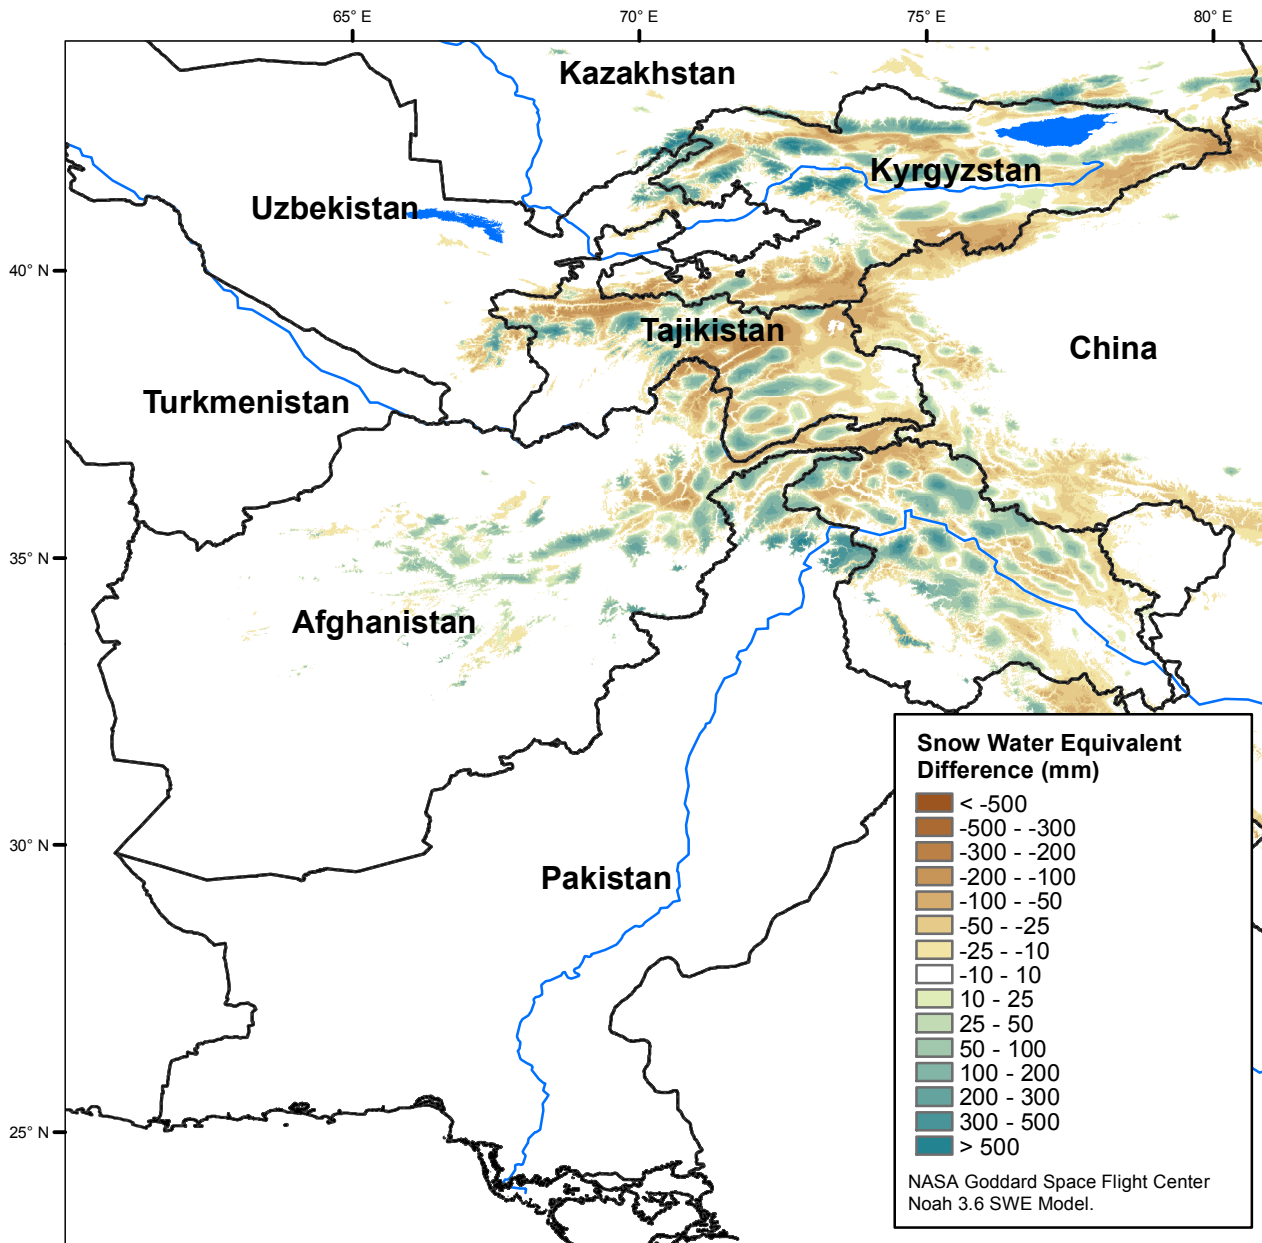 65° E
70° E
75° E
80° E
Kazakhstan
Kyrgyzstan
Uzbekistan
40° N
Tajikistan
China
Turkmenistan
35° N
Afghanistan
30° N
Pakistan
25° N
Snow Water Equivalent
Difference (mm)
< -500
-500 - -300
-300 - -200
-200 - -100
-100 - -50
-50 - -25
-25 - -10
-10 - 10
10 - 25
25 - 50
50 - 100
100 - 200
200 - 300
300 - 500
> 500
NASA Goddard Space Flight Center
Noah 3.6 SWE Model.